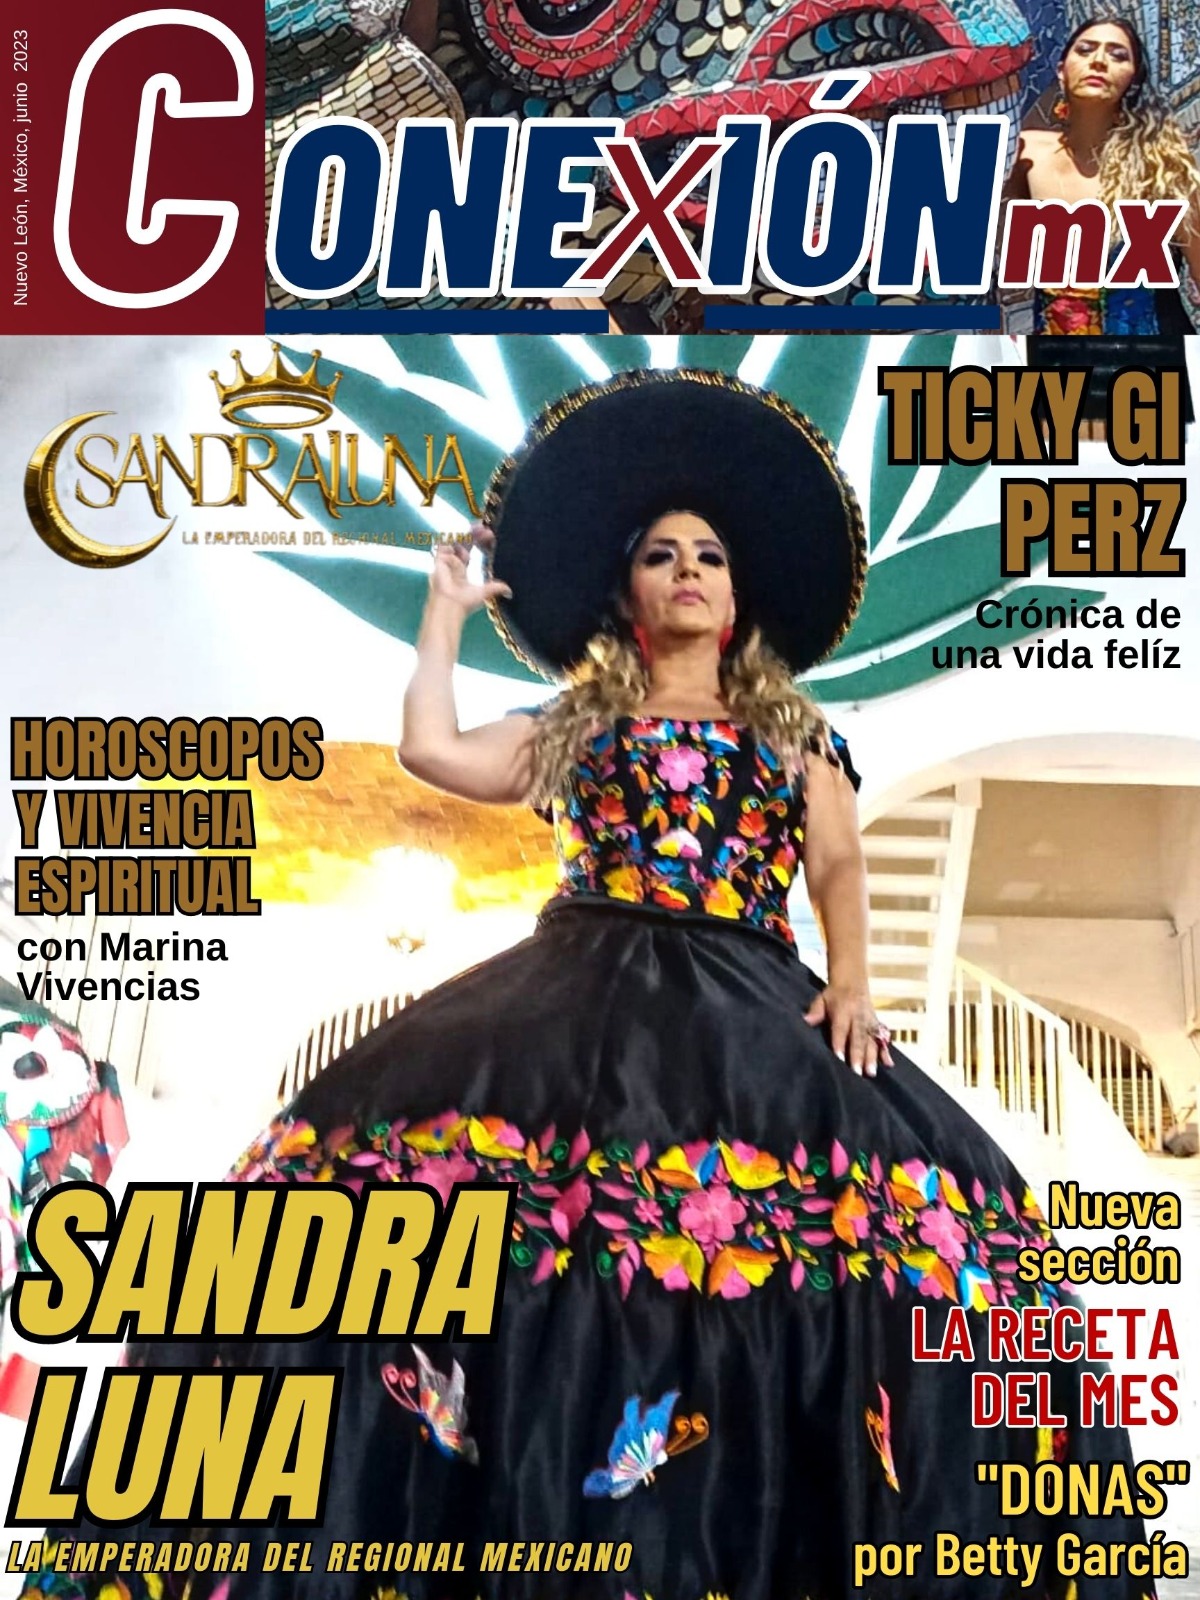 Nuevo León, México, junio 2023
CONEXIÓN mx
SANDRA LUNA
LA EMPERADORA DEL REGIONAL MEXICANO
TICKY GI
PERZ
Crónica de
una vida felíz
HOROSCOPOS
Y VIVENCIA
ESPIRITUAL
con Marina
Vivencias
SANDRA
LUNA
LA EMPERADORA DEL REGIONAL MEXICANO
Nueva
sección
LA RECETA
DEL MES
"DONAS"
por Betty García